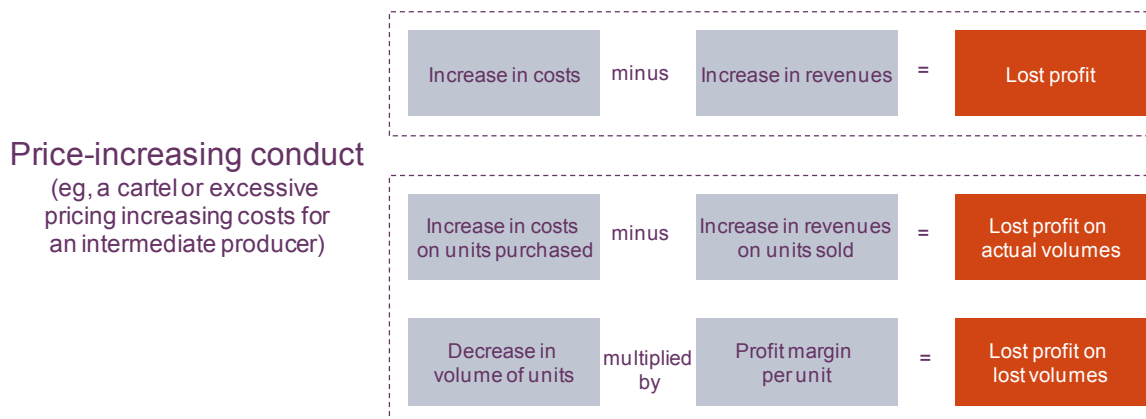 Increase in costs
minus
Increase in revenues
=
Lost profit
Price-increasing conduct
(eg, a cartel or excessive
pricing increasing costs for
an intermediate producer)
Increase in costs
on units purchased
minus
Increase in revenues
on units sold
=
Lost profit on
actual volumes
Decrease in
volume of units
multiplied
by
Profit margin
per unit
=
Lost profit on
lost volumes